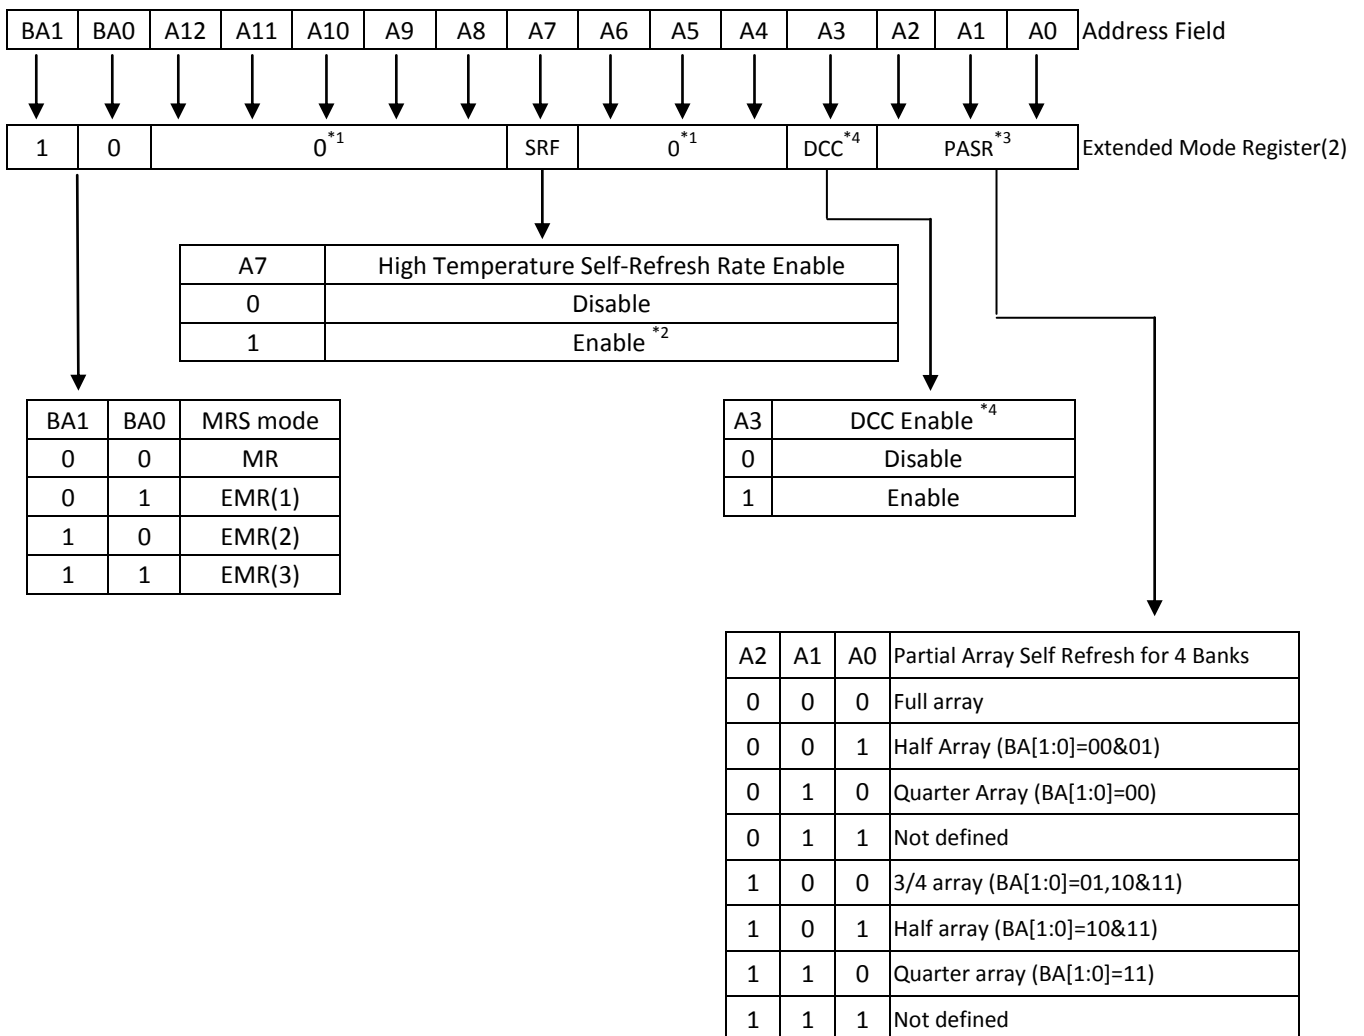 BA1 BA0 A12 A11 A10 A9 A8 A7 A6 A5 A4 A3 A2 A1 A0 Address Field
1 0 0*1 SRF 0*1 DCC*4 PASR*3 Extended Mode Register(2)
A7 High Temperature Self-Refresh Rate Enable
0 Disable
1 Enable *2
BA1 BA0 MRS mode
0 0 MR
0 1 EMR(1)
1 0 EMR(2)
1 1 EMR(3)
A3 DCC Enable *4
0 Disable
1 Enable
A2 A1 A0 Partial Array Self Refresh for 4 Banks
0 0 0 Full array
0 0 1 Half Array (BA[1:0]=00&01)
0 1 0 Quarter Array (BA[1:0]=00)
0 1 1 Not defined
1 0 0 3/4 array (BA[1:0]=01,10&11)
1 0 1 Half array (BA[1:0]=10&11)
1 1 0 Quarter array (BA[1:0]=11)
1 1 1 Not defined